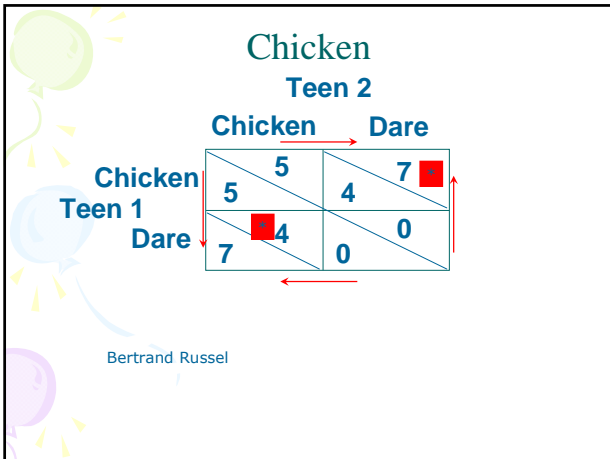 Chicken
Teen 2
Chicken Dare
5 7 *
Chicken
5 4
Teen 1
* 4 0
Dare
7 0
Bertrand Russel